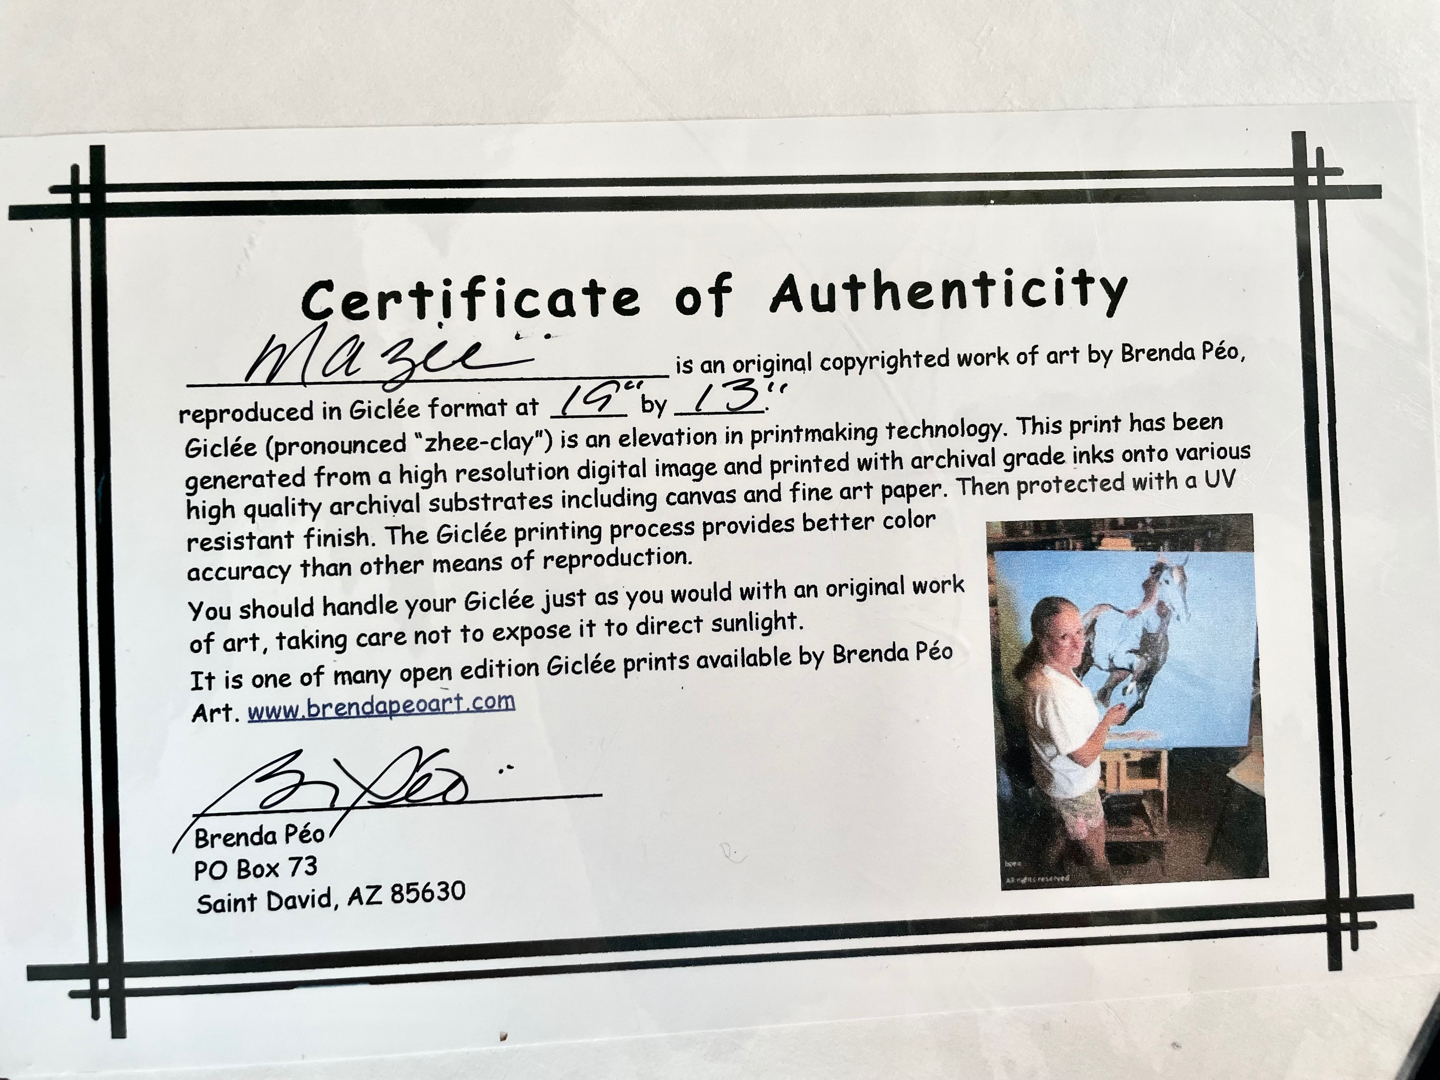 Certificate of Authenticity
Mazie is an original copyrighted work of art by Brenda Péo,
reproduced in Giclée format at 19" by 13".
Giclée (pronounced "zhee-clay") is an elevation in printmaking technology. This print has been
generated from a high resolution digital image and printed with archival grade inks onto various
high quality archival substrates including canvas and fine art paper. Then protected with a UV
resistant finish. The Giclée printing process provides better color
accuracy than other means of reproduction.
You should handle your Giclée just as you would with an original work
of art, taking care not to expose it to direct sunlight.
It is one of many open edition Giclée prints available by Brenda Péo
Art. www.brendapeoart.com
Brenda Péo
PO Box 73
Saint David, AZ 85630
All rights reserved